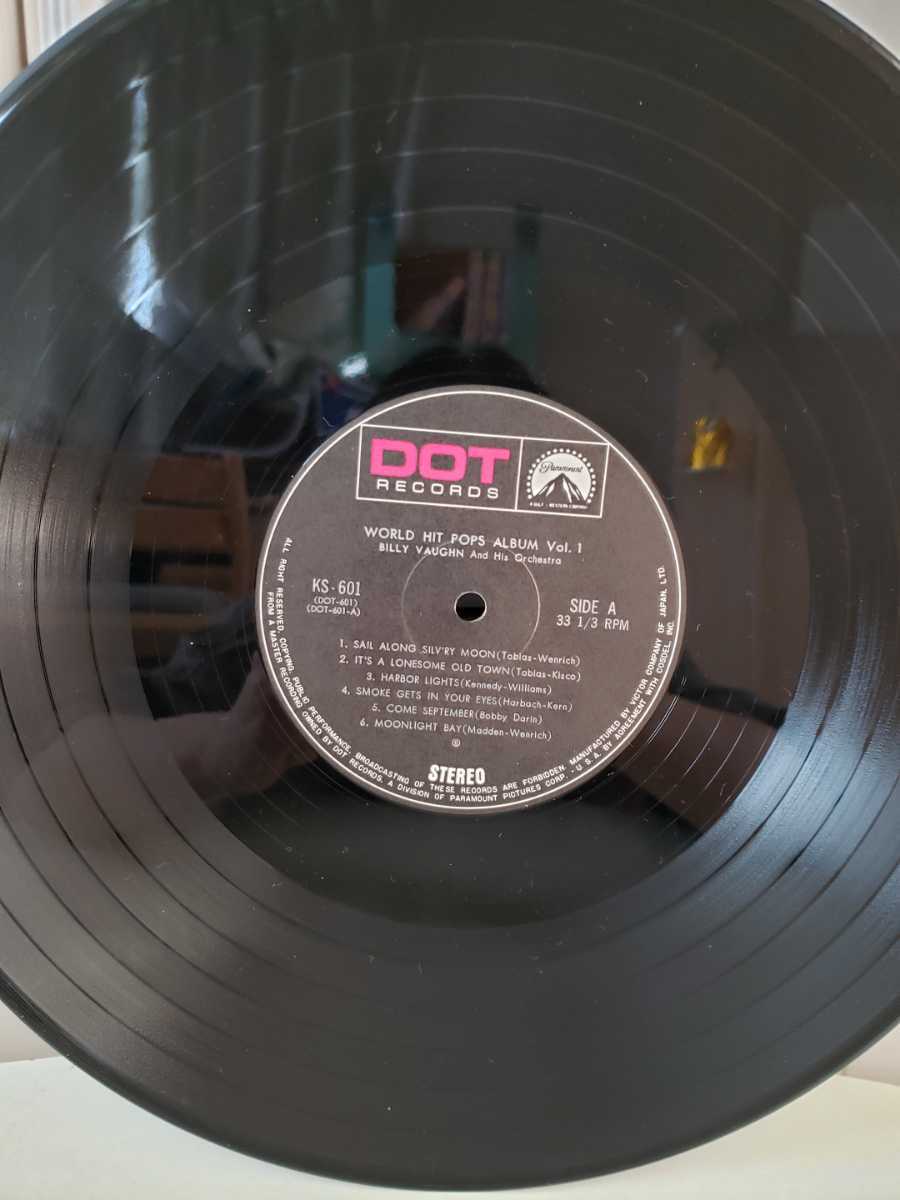 DOT
RECORDS
Paramount
A GULF + WESTERN COMPANY
WORLD HIT POPS ALBUM Vol. 1
BILLY VAUGHN And His Orchestra
KS-601
(DOT-601)
(DOT-601-A)
SIDE A
33 1/3 RPM
1. SAIL ALONG SILV'RY MOON(Tobias-Wenrich)
2. IT'S A LONESOME OLD TOWN(Tobias-Kisco)
3. HARBOR LIGHTS(Kennedy-Williams)
4. SMOKE GETS IN YOUR EYES(Harbach-Kern)
5. COME SEPTEMBER(Bobby Darin)
6. MOONLIGHT BAY(Madden-Wenrich)
Ⓑ
STEREO
ALL RIGHT RESERVED. COPYING, PUBLIC PERFORMANCE, BROADCASTING OF THESE RECORDS ARE FORBIDDEN. MANUFACTURED BY VICTOR COMPANY OF JAPAN, LTD.
FROM A MASTER RECORDING OWNED BY DOT RECORDS, A DIVISION OF PARAMOUNT PICTURES CORP. - U.S.A. BY AGREEMENT WITH COSDEL INC.